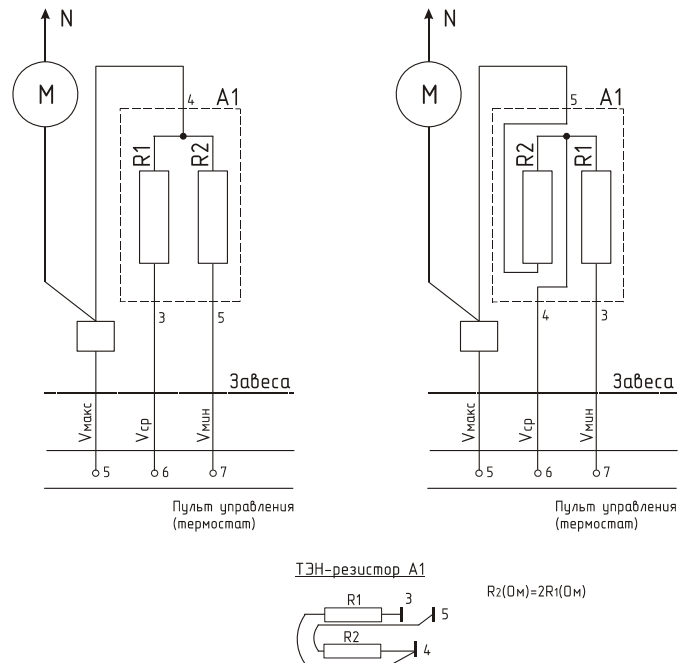 N
M
4
A1
R1
R2
3
5
Завеса
Vмакс
Vср
Vмин
5
6
7
Пульт управления
(термостат)
N
M
5
A1
R2
R1
4
3
Завеса
Vмакс
Vср
Vмин
5
6
7
Пульт управления
(термостат)
ТЭН-резистор А1
R2(Ом)=2R1(Ом)
R1
3
5
R2
4